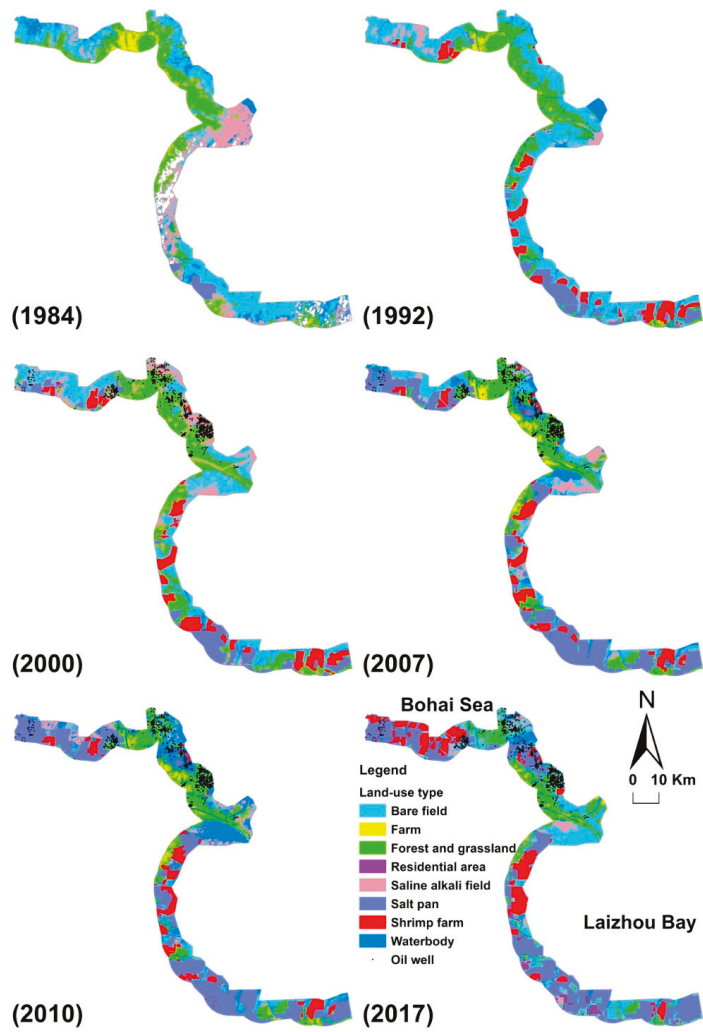 (1984)
(1992)
(2000)
(2007)
(2010)
Bohai Sea
N
0 10 Km
Legend
Land-use type
Bare field
Farm
Forest and grassland
Residential area
Saline alkali field
Salt pan
Shrimp farm
Waterbody
Oil well
Laizhou Bay
(2017)